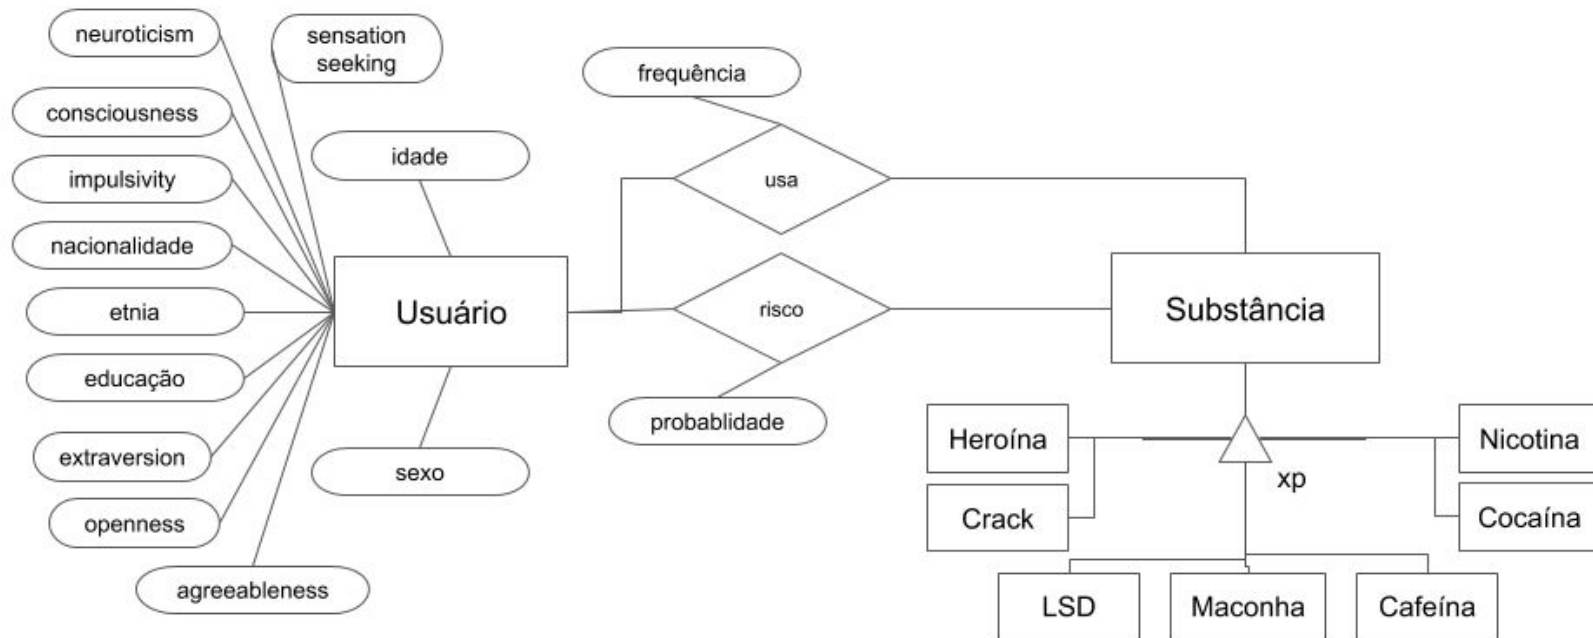 neuroticism
sensation
seeking
frequência
consciousness
idade
impulsivity
usa
nacionalidade
etnia
Usuário
risco
Substância
educação
probablidade
extraversion
sexo
openness
agreeableness
Heroína
Nicotina
xp
Crack
Cocaína
LSD
Maconha
Cafeína